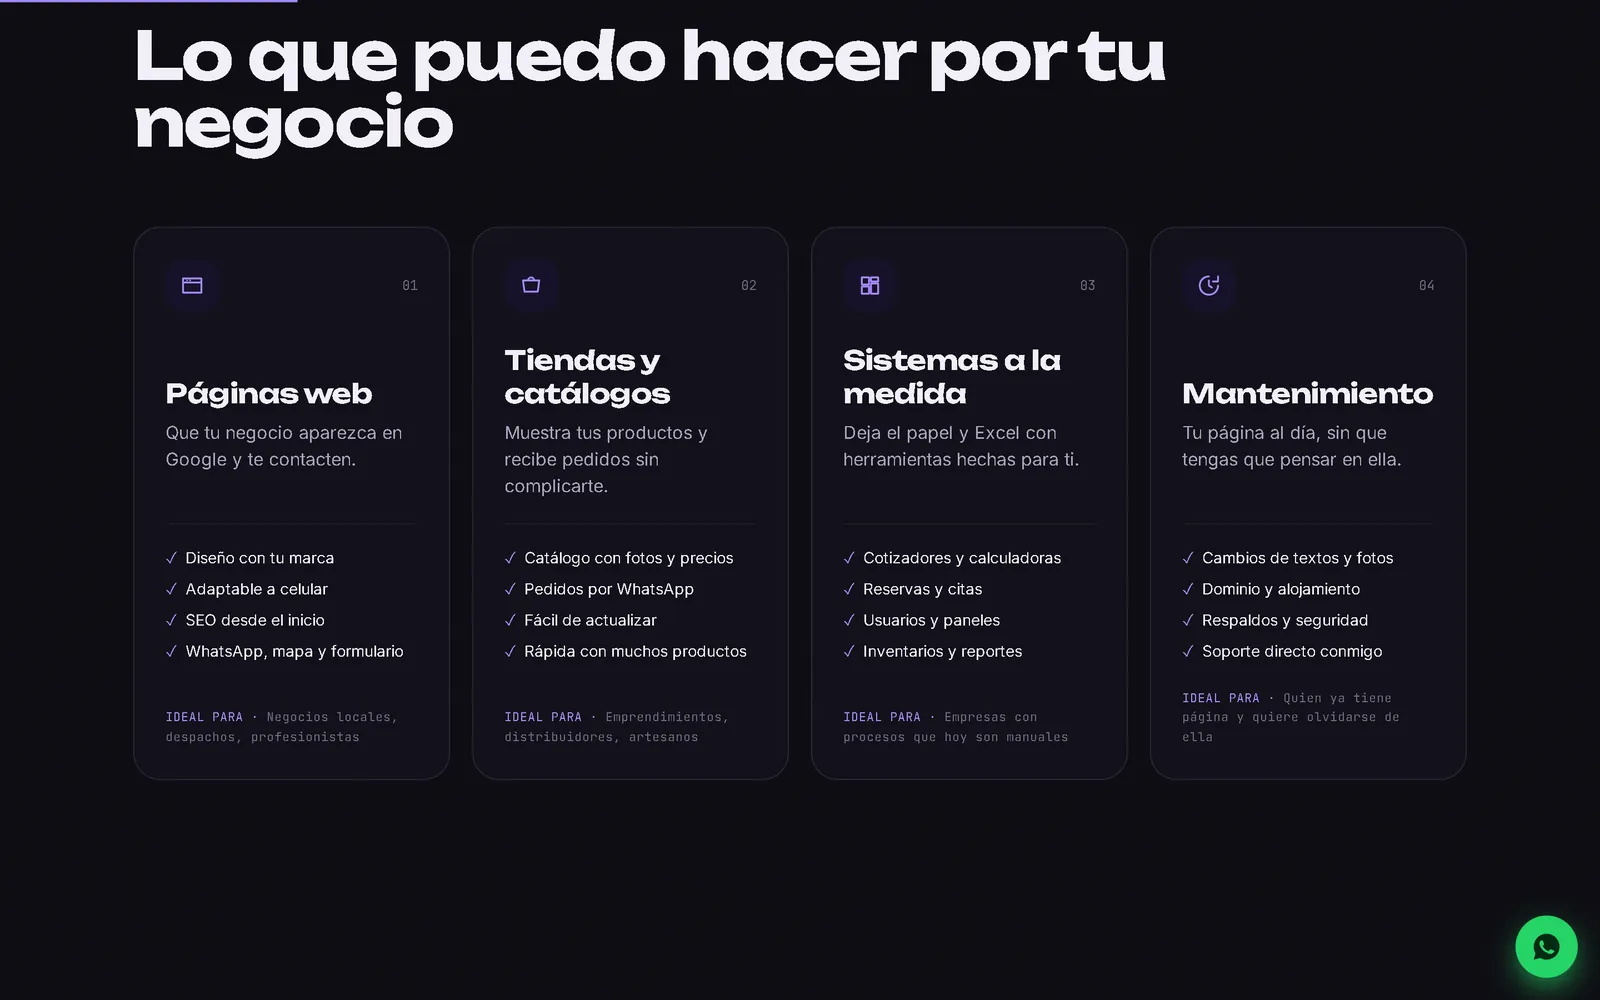 Lo que puedo hacer por tu
negocio
01
Páginas web
Que tu negocio aparezca en
Google y te contacten.
✓ Diseño con tu marca
✓ Adaptable a celular
✓ SEO desde el inicio
✓ WhatsApp, mapa y formulario
IDEAL PARA · Negocios locales,
despachos, profesionistas
02
Tiendas y
catálogos
Muestra tus productos y
recibe pedidos sin
complicarte.
✓ Catálogo con fotos y precios
✓ Pedidos por WhatsApp
✓ Fácil de actualizar
✓ Rápida con muchos productos
IDEAL PARA · Emprendimientos,
distribuidores, artesanos
03
Sistemas a la
medida
Deja el papel y Excel con
herramientas hechas para ti.
✓ Cotizadores y calculadoras
✓ Reservas y citas
✓ Usuarios y paneles
✓ Inventarios y reportes
IDEAL PARA · Empresas con
procesos que hoy son manuales
04
Mantenimiento
Tu página al día, sin que
tengas que pensar en ella.
✓ Cambios de textos y fotos
✓ Dominio y alojamiento
✓ Respaldos y seguridad
✓ Soporte directo conmigo
IDEAL PARA · Quien ya tiene
página y quiere olvidarse de
ella